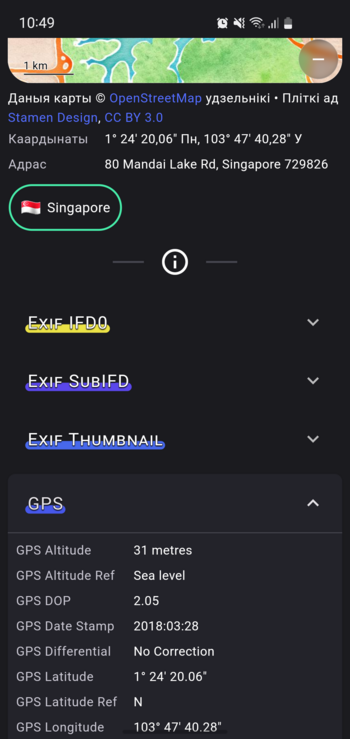 10:49
1 km
Даныя карты © OpenStreetMap удзельнікі • Пліткі ад
Stamen Design, CC BY 3.0
Каардынаты 1° 24' 20,06" Пн, 103° 47' 40,28" У
Адрас 80 Mandai Lake Rd, Singapore 729826
Singapore
Exif IFD0
Exif SubIFD
Exif Thumbnail
GPS
GPS Altitude 31 metres
GPS Altitude Ref Sea level
GPS DOP 2.05
GPS Date Stamp 2018:03:28
GPS Differential No Correction
GPS Latitude 1° 24' 20.06"
GPS Latitude Ref N
GPS Longitude 103° 47' 40.28"